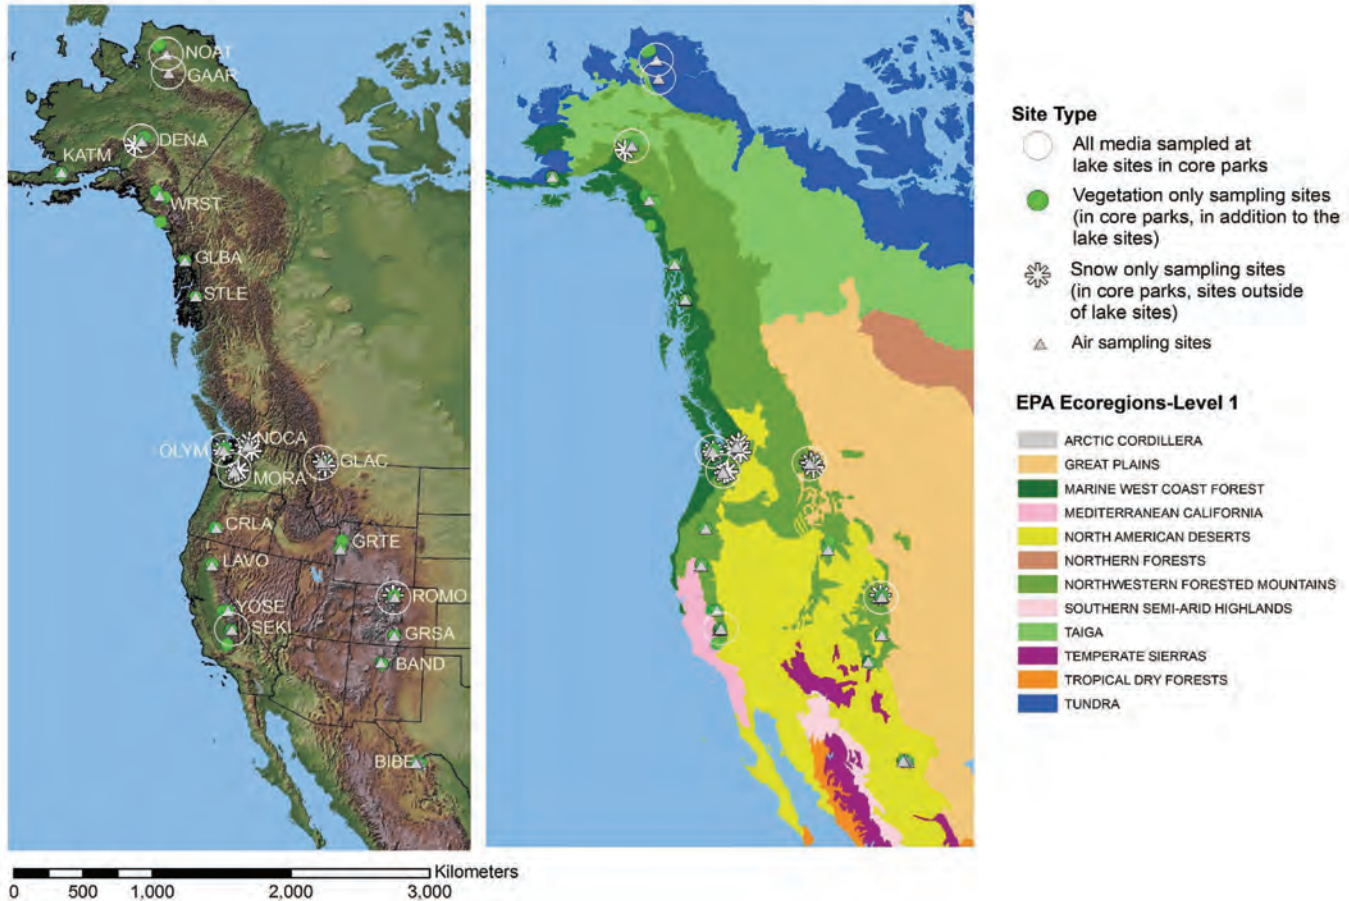 NOAT
GAAR
DENA
KATM
WRST
GLBA
STLE
OLYM
NOCA
GLAC
MORA
CRLA
GRTE
LAVO
ROMO
YOSE
SEKI
GRSA
BAND
BIBE
Kilometers
0 500 1,000 2,000 3,000
Site Type
All media sampled at
lake sites in core parks
Vegetation only sampling sites
(in core parks, in addition to the
lake sites)
Snow only sampling sites
(in core parks, sites outside
of lake sites)
Air sampling sites
EPA Ecoregions-Level 1
ARCTIC CORDILLERA
GREAT PLAINS
MARINE WEST COAST FOREST
MEDITERRANEAN CALIFORNIA
NORTH AMERICAN DESERTS
NORTHERN FORESTS
NORTHWESTERN FORESTED MOUNTAINS
SOUTHERN SEMI-ARID HIGHLANDS
TAIGA
TEMPERATE SIERRAS
TROPICAL DRY FORESTS
TUNDRA